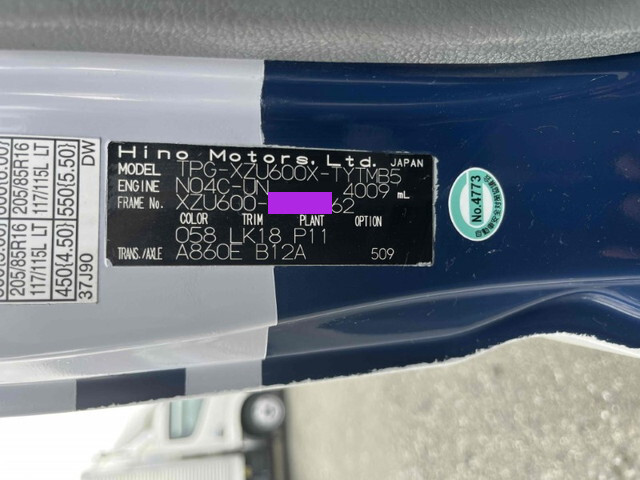 Hino Motors, Ltd. JAPAN
MODEL TPG-XZU600X-TYTMB5
ENGINE N04C-UN 4009 mL
FRAME No. XZU600- 62
COLOR TRIM PLANT OPTION
058 LK18 P11
TRANS./AXLE A860E B12A 509
205/85R16
117/115L LT
550(5.50)
DW
205/85R16
117/115L LT
450(4.50)
37J90
No.4773